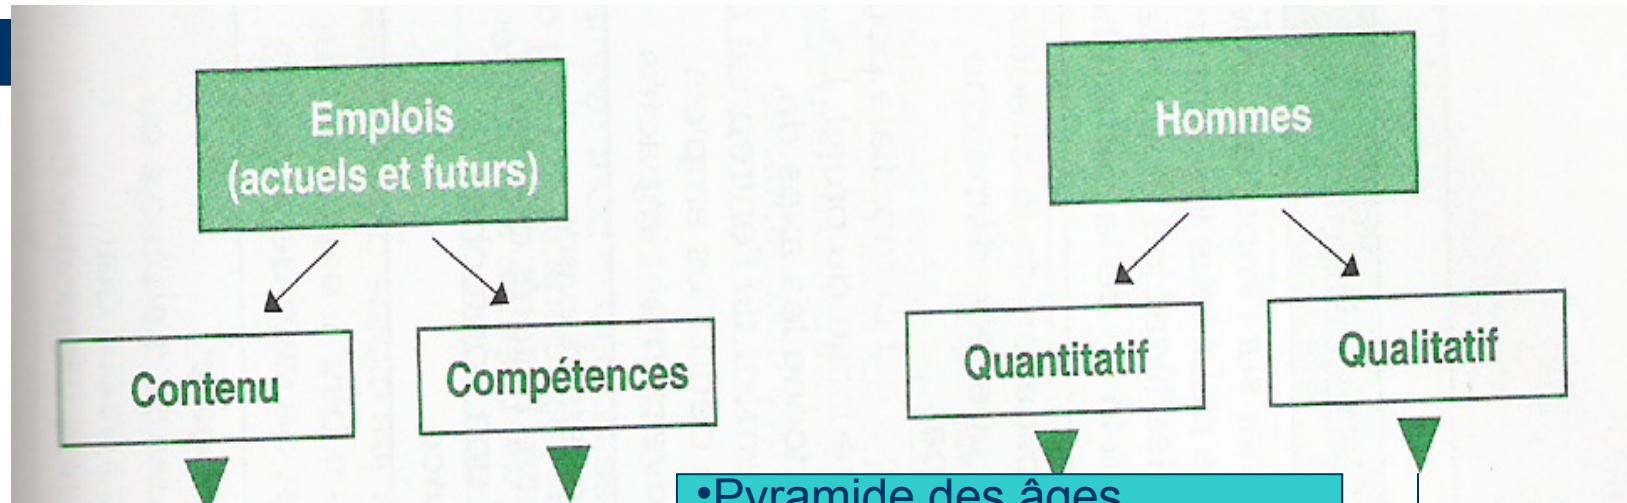 Emplois
(actuels et futurs)
Hommes
Contenu
Compétences
Quantitatif
Qualitatif
•Pyramide des âges